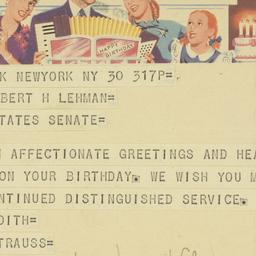 HAPPY BIRTHDAY
K NEWYORK NY 30 317P=
BERT H LEHMAN=
TATES SENATE=
AFFECTIONATE GREETINGS AND HEA
ON YOUR BIRTHDAY. WE WISH YOU M
NTINUED DISTINGUISHED SERVICE.
DITH=
TRAUSS=